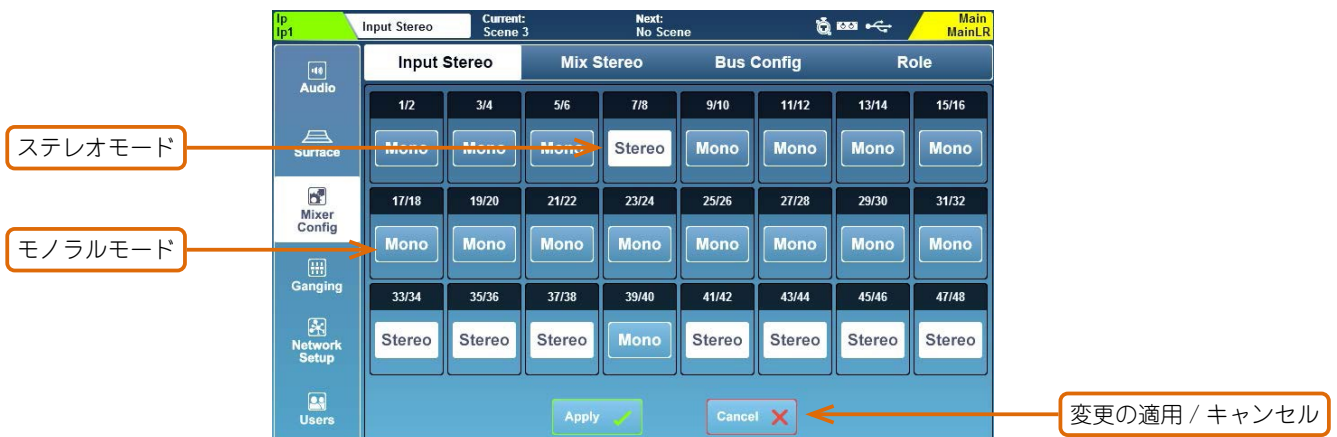 Ip
Ip1
Input Stereo
Current:
Scene 3
Next:
No Scene
Main
MainLR
Audio
Surface
Mixer
Config
Ganging
Network
Setup
Users
Input Stereo Mix Stereo Bus Config Role
1/2 3/4 5/6 7/8 9/10 11/12 13/14 15/16
Mono Mono Mono Stereo Mono Mono Mono Mono
17/18 19/20 21/22 23/24 25/26 27/28 29/30 31/32
Mono Mono Mono Mono Mono Mono Mono Mono
33/34 35/36 37/38 39/40 41/42 43/44 45/46 47/48
Stereo Stereo Stereo Mono Stereo Stereo Stereo Stereo
Apply Cancel
ステレオモード
モノラルモード
変更の適用 / キャンセル